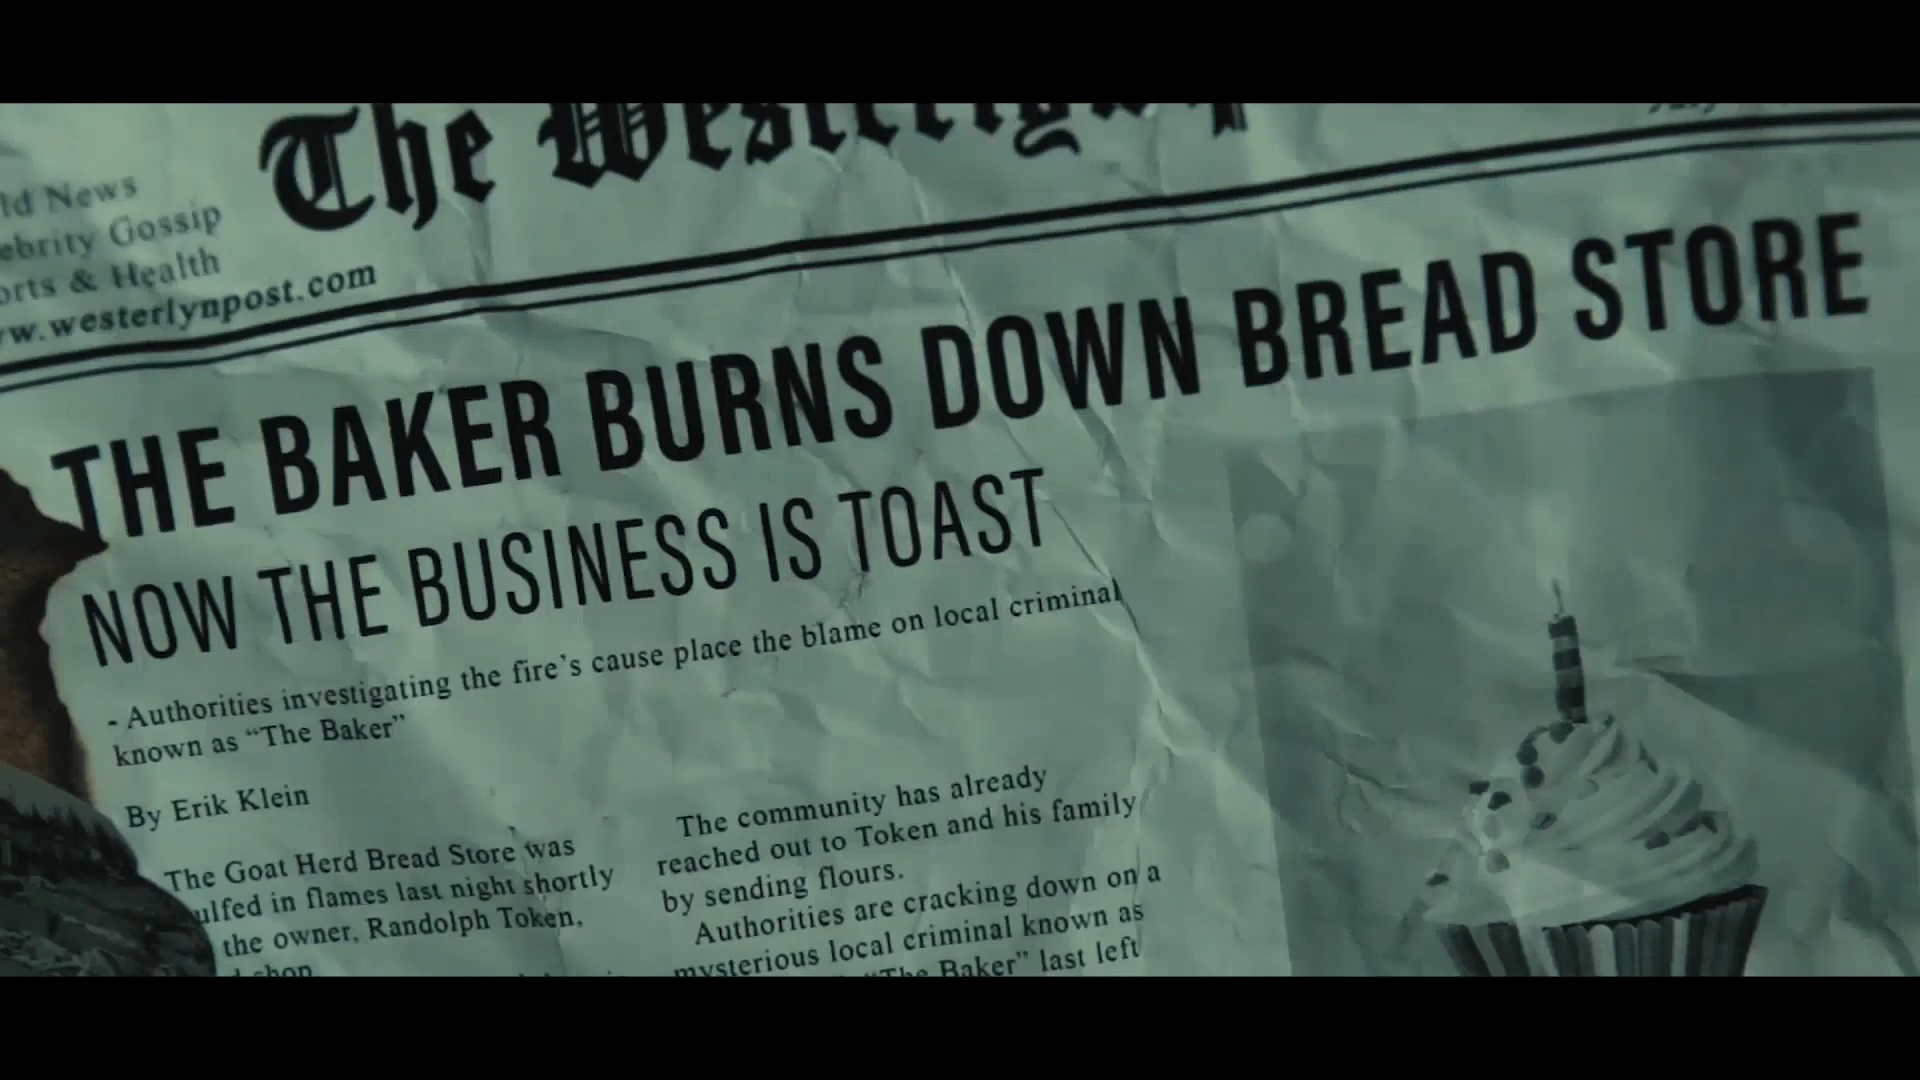 The Westerlyn
ld News
ebrity Gossip
orts & Health
w.westerlynpost.com
THE BAKER BURNS DOWN BREAD STORE
NOW THE BUSINESS IS TOAST
- Authorities investigating the fire's cause place the blame on local criminal
known as “The Baker”
By Erik Klein
The Goat Herd Bread Store was
ulfed in flames last night shortly
the owner, Randolph Token,
shop
The community has already
reached out to Token and his family
by sending flours.
Authorities are cracking down on a
mysterious local criminal known as
“The Baker” last left